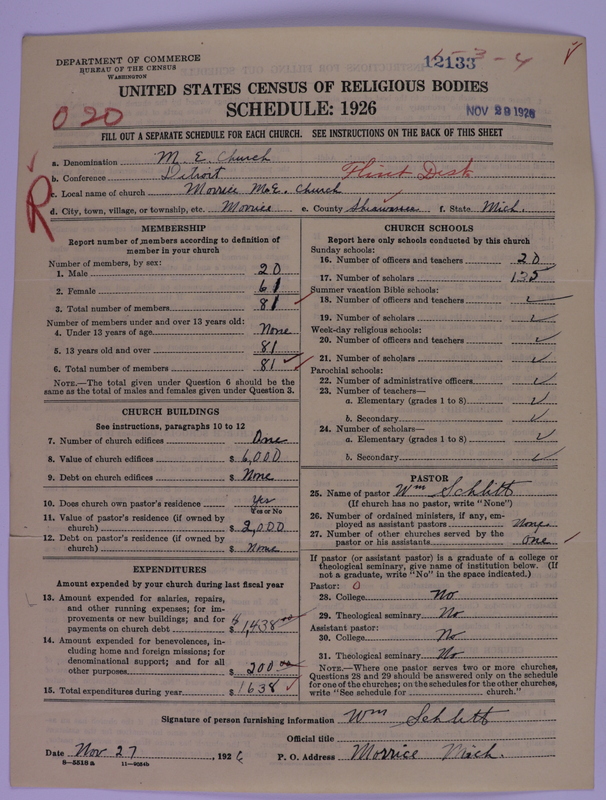 DEPARTMENT OF COMMERCE
BUREAU OF THE CENSUS
WASHINGTON
12133
1-3-4
UNITED STATES CENSUS OF RELIGIOUS BODIES
SCHEDULE: 1926
020
NOV 29 1926
FILL OUT A SEPARATE SCHEDULE FOR EACH CHURCH. SEE INSTRUCTIONS ON THE BACK OF THIS SHEET
a. Denomination M. E. Church
b. Conference Detroit Flint Dist
c. Local name of church Morrice M.E. Church
d. City, town, village, or township, etc. Morrice e. County Shiawassee f. State Mich.
R
MEMBERSHIP
Report number of members according to definition of
member in your church
Number of members, by sex:
1. Male 20
2. Female 61
3. Total number of members 81
Number of members under and over 13 years old:
4. Under 13 years of age None
5. 13 years old and over 81
6. Total number of members 81 ✓
NOTE.—The total given under Question 6 should be the
same as the total of males and females given under Question 3.
CHURCH BUILDINGS
See instructions, paragraphs 10 to 12
7. Number of church edifices One
8. Value of church edifices $ 6,000
9. Debt on church edifices $ None
10. Does church own pastor's residence Yes
Yes or No
11. Value of pastor's residence (if owned by
church) $ 2,000
12. Debt on pastor's residence (if owned by
church) $ None
EXPENDITURES
Amount expended by your church during last fiscal year
13. Amount expended for salaries, repairs,
and other running expenses; for im-
provements or new buildings; and for
payments on church debt $ 1,438.00
14. Amount expended for benevolences, in-
cluding home and foreign missions; for
denominational support; and for all
other purposes $ 200.00
15. Total expenditures during year $ 1638 ✓
CHURCH SCHOOLS
Report here only schools conducted by this church
Sunday schools:
16. Number of officers and teachers 20
17. Number of scholars 135
Summer vacation Bible schools:
18. Number of officers and teachers ✓
19. Number of scholars ✓
Week-day religious schools:
20. Number of officers and teachers ✓
21. Number of scholars ✓
Parochial schools:
22. Number of administrative officers ✓
23. Number of teachers—
a. Elementary (grades 1 to 8) ✓
b. Secondary ✓
24. Number of scholars—
a. Elementary (grades 1 to 8) ✓
b. Secondary ✓
PASTOR
25. Name of pastor Wm Schlitt
(If church has no pastor, write "None")
26. Number of ordained ministers, if any, em-
ployed as assistant pastors None
27. Number of other churches served by the
pastor or his assistants one ✓
If pastor (or assistant pastor) is a graduate of a college or
theological seminary, give name of institution below. (If
not a graduate, write "No" in the space indicated.)
Pastor: 0
28. College No
29. Theological seminary No
Assistant pastor:
30. College No
31. Theological seminary No
NOTE.—Where one pastor serves two or more churches,
Questions 28 and 29 should be answered only on the schedule
for one of the churches; on the schedules for the other churches,
write "See schedule for church."
Signature of person furnishing information Wm Schlitt
Official title
Date Nov 27, 1926 P. O. Address Morrice Mich.
8—5518 a 11—9024b